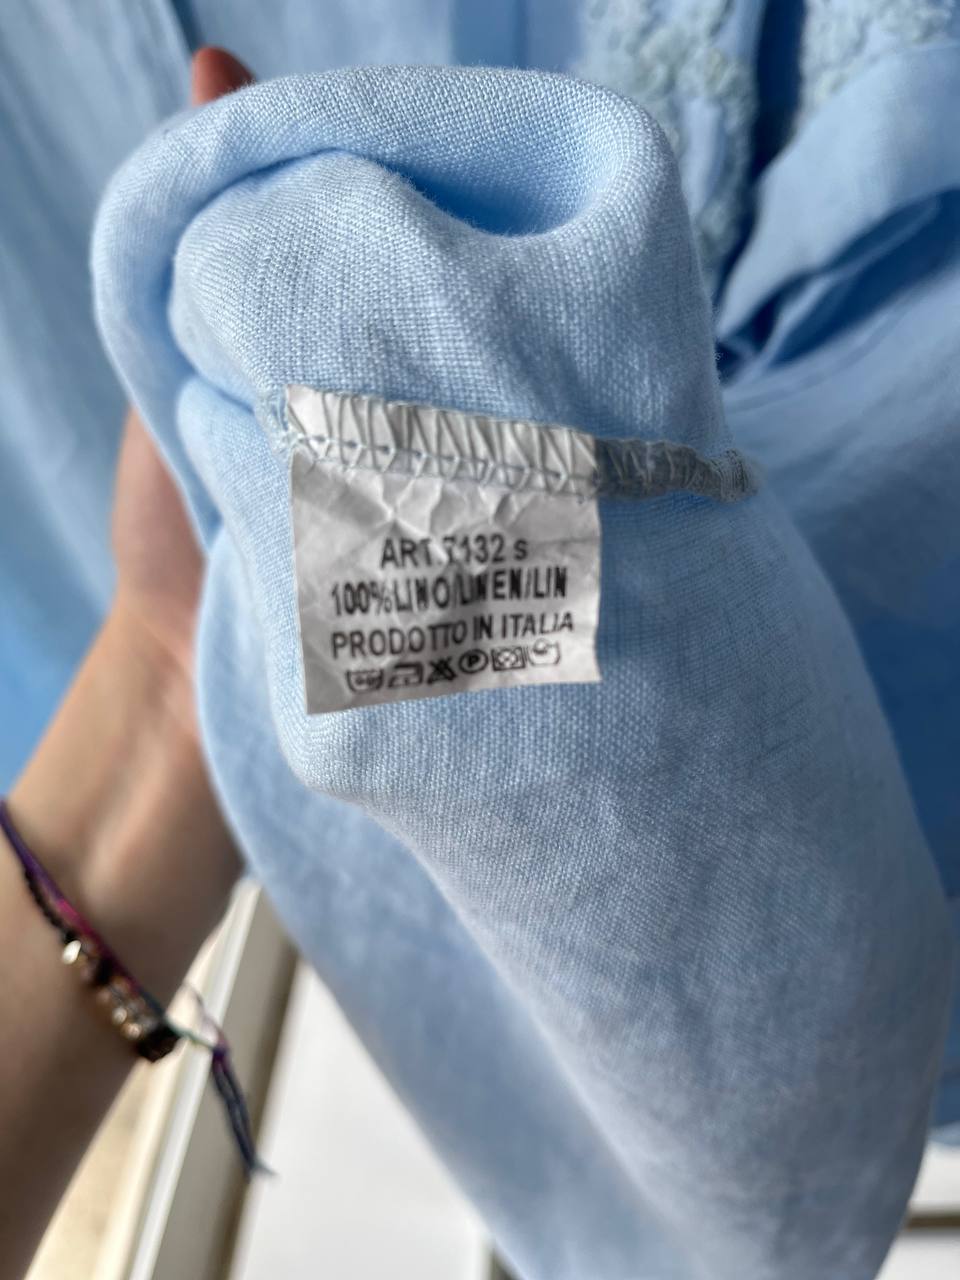 ART.7132 s
100%LINO/LINEN/LIN
PRODOTTO IN ITALIA